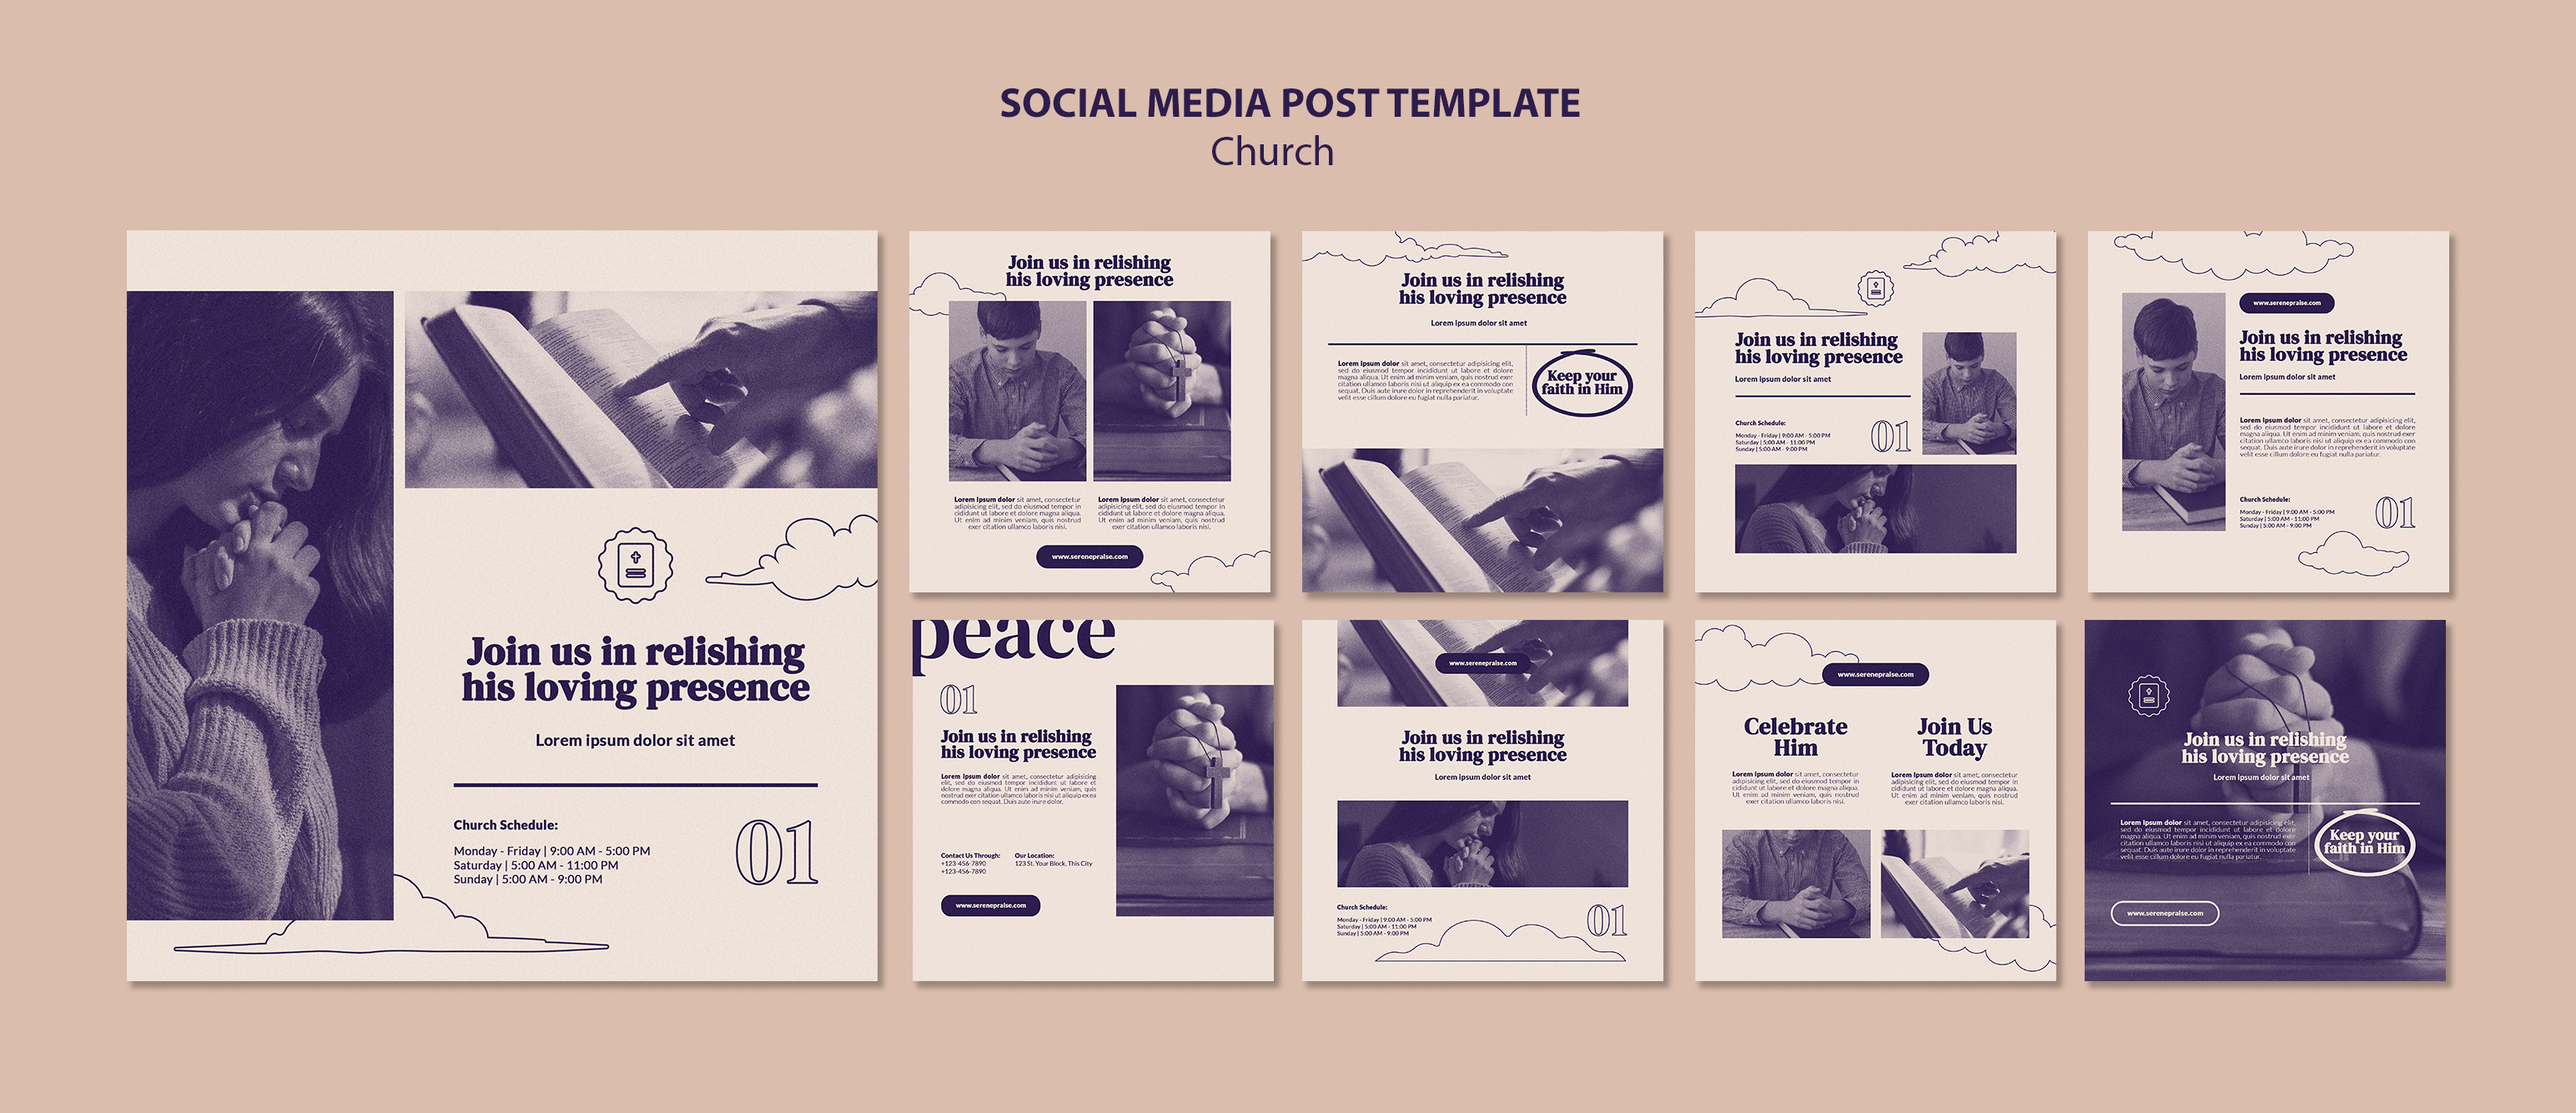 SOCIAL MEDIA POST TEMPLATE
Church
Join us in relishing
his loving presence
Lorem ipsum dolor sit amet
Church Schedule:
Monday - Friday | 9:00 AM - 5:00 PM
Saturday | 5:00 AM - 11:00 PM
Sunday | 5:00 AM - 9:00 PM
01
Join us in relishing
his loving presence
Lorem ipsum dolor sit amet, consectetur
adipisicing elit, sed do eiusmod tempor in
cididunt ut labore et dolore magna aliqua.
Ut enim ad minim veniam, quis nostrud
exer citation ullamco laboris nisi.
Lorem ipsum dolor sit amet, consectetur
adipisicing elit, sed do eiusmod tempor in
cididunt ut labore et dolore magna aliqua.
Ut enim ad minim veniam, quis nostrud
exer citation ullamco laboris nisi.
www.serenepraise.com
Join us in relishing
his loving presence
Lorem ipsum dolor sit amet
Lorem ipsum dolor sit amet, consectetur adipisicing elit,
sed do eiusmod tempor incididunt ut labore et dolore
magna aliqua. Ut enim ad minim veniam, quis nostrud exer
citation ullamco laboris nisi ut aliquip ex ea commodo con
sequat. Duis aute irure dolor in reprehenderit in voluptate
velit esse cillum dolore eu fugiat nulla pariatur.
Keep your
faith in Him
Join us in relishing
his loving presence
Lorem ipsum dolor sit amet
Church Schedule:
Monday - Friday | 9:00 AM - 5:00 PM
Saturday | 5:00 AM - 11:00 PM
Sunday | 5:00 AM - 9:00 PM
01
www.serenepraise.com
Join us in relishing
his loving presence
Lorem ipsum dolor sit amet
Lorem ipsum dolor sit amet, consectetur adipisicing elit,
sed do eiusmod tempor incididunt ut labore et dolore
magna aliqua. Ut enim ad minim veniam, quis nostrud exer
citation ullamco laboris nisi ut aliquip ex ea commodo con
sequat. Duis aute irure dolor in reprehenderit in voluptate
velit esse cillum dolore eu fugiat nulla pariatur.
Church Schedule:
Monday - Friday | 9:00 AM - 5:00 PM
Saturday | 5:00 AM - 11:00 PM
Sunday | 5:00 AM - 9:00 PM
01
peace
01
Join us in relishing
his loving presence
Lorem ipsum dolor sit amet, consectetur adipisicing
elit, sed do eiusmod tempor incididunt ut labore et
dolore magna aliqua. Ut enim ad minim veniam, quis
nostrud exer citation ullamco laboris nisi ut aliquip ex ea
commodo con sequat. Duis aute irure dolor.
Contact Us Through:
+123-456-7890
+123-456-7890
Our Location:
123 St. Your Block, This City
www.serenepraise.com
www.serenepraise.com
Join us in relishing
his loving presence
Lorem ipsum dolor sit amet
Church Schedule:
Monday - Friday | 9:00 AM - 5:00 PM
Saturday | 5:00 AM - 11:00 PM
Sunday | 5:00 AM - 9:00 PM
01
www.serenepraise.com
Celebrate
Him
Lorem ipsum dolor sit amet, consectetur
adipisicing elit, sed do eiusmod tempor in
cididunt ut labore et dolore magna aliqua.
Ut enim ad minim veniam, quis nostrud
exer citation ullamco laboris nisi.
Join Us
Today
Lorem ipsum dolor sit amet, consectetur
adipisicing elit, sed do eiusmod tempor in
cididunt ut labore et dolore magna aliqua.
Ut enim ad minim veniam, quis nostrud
exer citation ullamco laboris nisi.
Join us in relishing
his loving presence
Lorem ipsum dolor sit amet
Lorem ipsum dolor sit amet, consectetur adipisicing elit,
sed do eiusmod tempor incididunt ut labore et dolore
magna aliqua. Ut enim ad minim veniam, quis nostrud exer
citation ullamco laboris nisi ut aliquip ex ea commodo con
sequat. Duis aute irure dolor in reprehenderit in voluptate
velit esse cillum dolore eu fugiat nulla pariatur.
Keep your
faith in Him
www.serenepraise.com